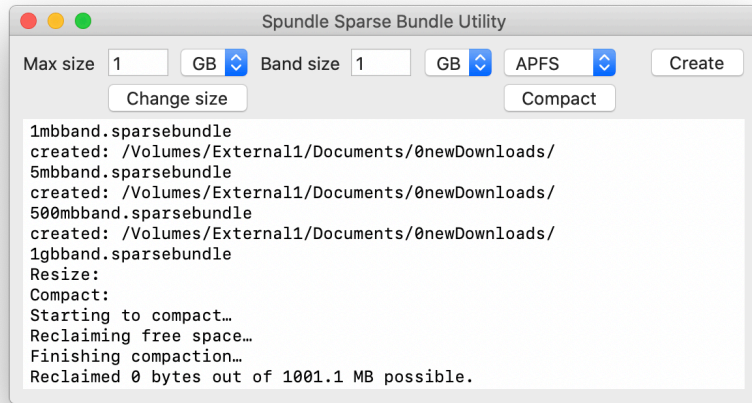 Spundle Sparse Bundle Utility
Max size 1 GB Band size 1 GB APFS Create
Change size Compact
1mbband.sparsebundle
created: /Volumes/External1/Documents/0newDownloads/
5mbband.sparsebundle
created: /Volumes/External1/Documents/0newDownloads/
500mbband.sparsebundle
created: /Volumes/External1/Documents/0newDownloads/
1gbband.sparsebundle
Resize:
Compact:
Starting to compact…
Reclaiming free space…
Finishing compaction…
Reclaimed 0 bytes out of 1001.1 MB possible.